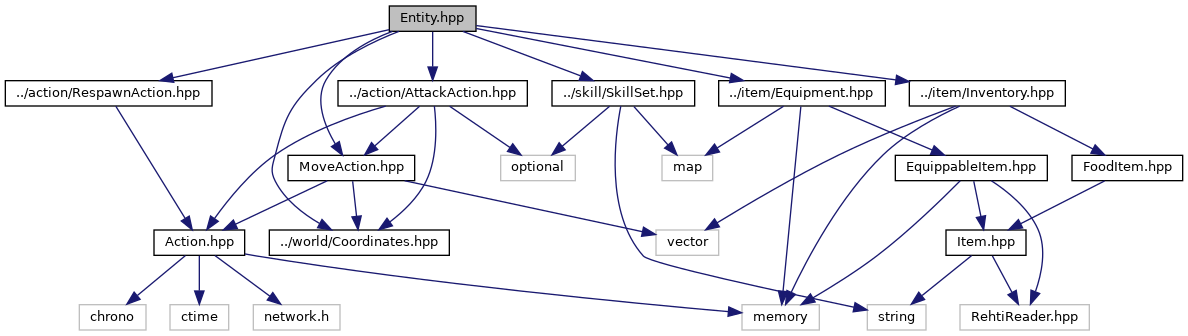 Entity.hpp
../action/RespawnAction.hpp
../action/AttackAction.hpp
../skill/SkillSet.hpp
../item/Equipment.hpp
../item/Inventory.hpp
MoveAction.hpp
optional
map
EquippableItem.hpp
FoodItem.hpp
Action.hpp
../world/Coordinates.hpp
vector
Item.hpp
chrono
ctime
network.h
memory
string
RehtiReader.hpp